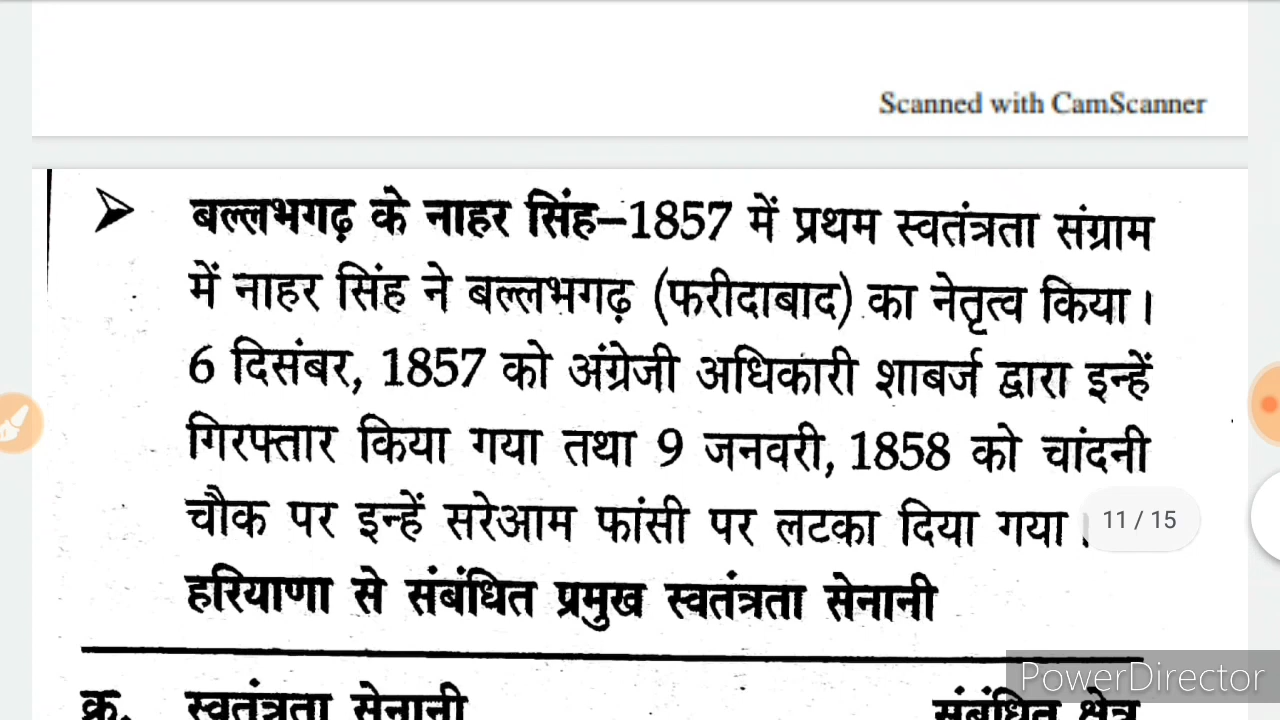 Scanned with CamScanner
बल्लभगढ़ के नाहर सिंह–1857 में प्रथम स्वतंत्रता संग्राम
में नाहर सिंह ने बल्लभगढ़ (फरीदाबाद) का नेतृत्व किया।
6 दिसंबर, 1857 को अंग्रेजी अधिकारी शाबर्ज द्वारा इन्हें
गिरफ्तार किया गया तथा 9 जनवरी, 1858 को चांदनी
चौक पर इन्हें सरेआम फांसी पर लटका दिया गया।
11 / 15
हरियाणा से संबंधित प्रमुख स्वतंत्रता सेनानी
क्र. स्वतंत्रता सेनानी संबंधित क्षेत्र
PowerDirector